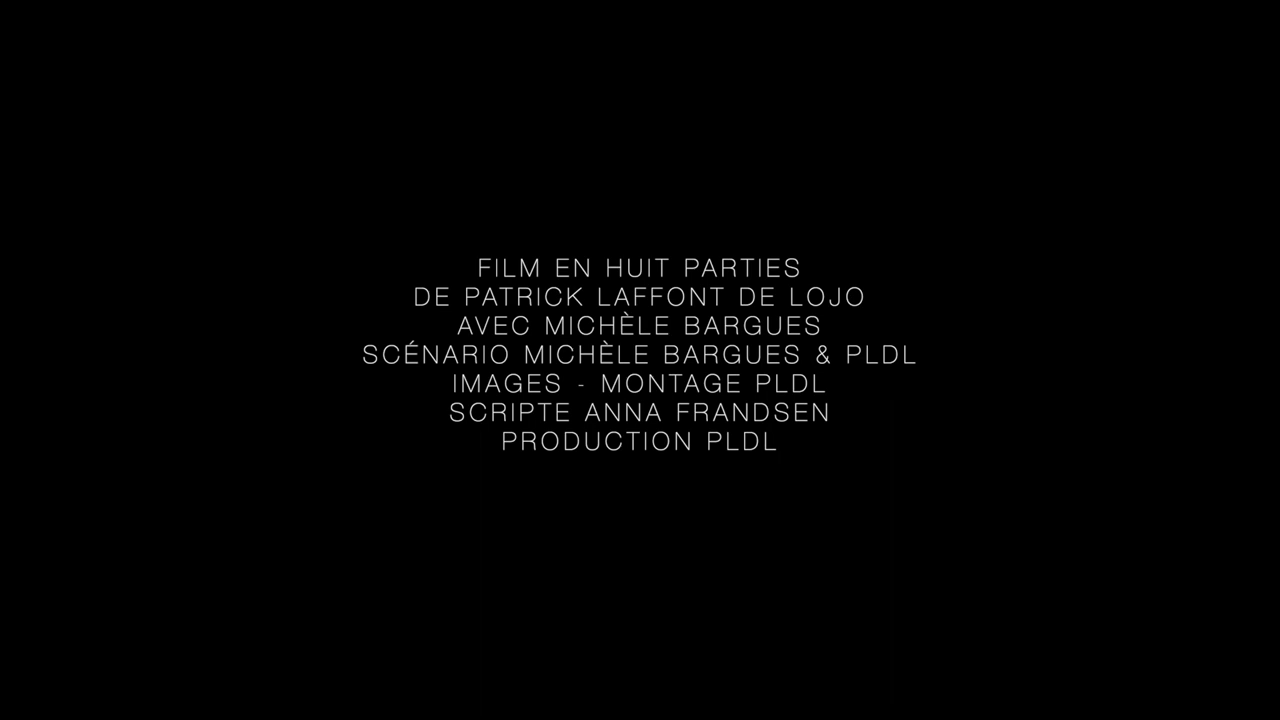 FILM EN HUIT PARTIES
DE PATRICK LAFFONT DE LOJO
AVEC MICHÈLE BARGUES
SCÉNARIO MICHÈLE BARGUES & PLDL
IMAGES - MONTAGE PLDL
SCRIPTE ANNA FRANDSEN
PRODUCTION PLDL